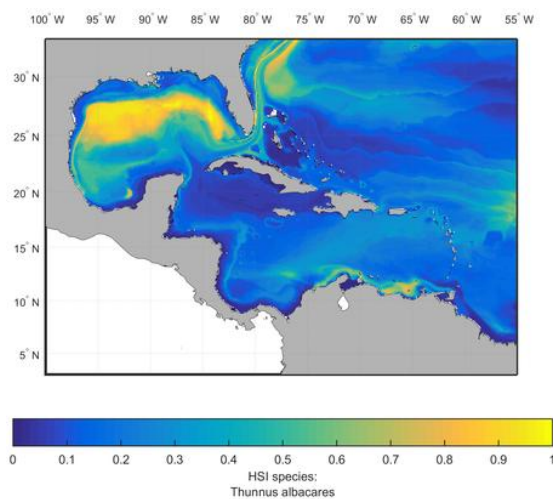 100° W 95° W 90° W 85° W 80° W 75° W 70° W 65° W 60° W 55° W
30° N
25° N
20° N
15° N
10° N
5° N
0 0.1 0.2 0.3 0.4 0.5 0.6 0.7 0.8 0.9 1
HSI species:
Thunnus albacares